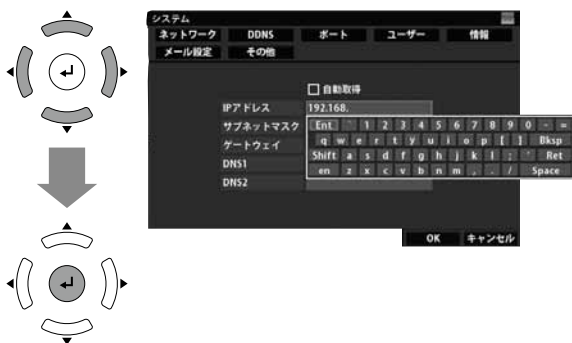 システム
ネットワーク DDNS ポート ユーザー 情報
メール設定 その他
自動取得
IPアドレス 192.168.
サブネットマスク
ゲートウェイ
DNS1
DNS2
Ent ` 1 2 3 4 5 6 7 8 9 0 - =
q w e r t y u i o p [ ] Bksp
Shift a s d f g h j k l ; ' Ret
en z x c v b n m , . / Space
OK キャンセル